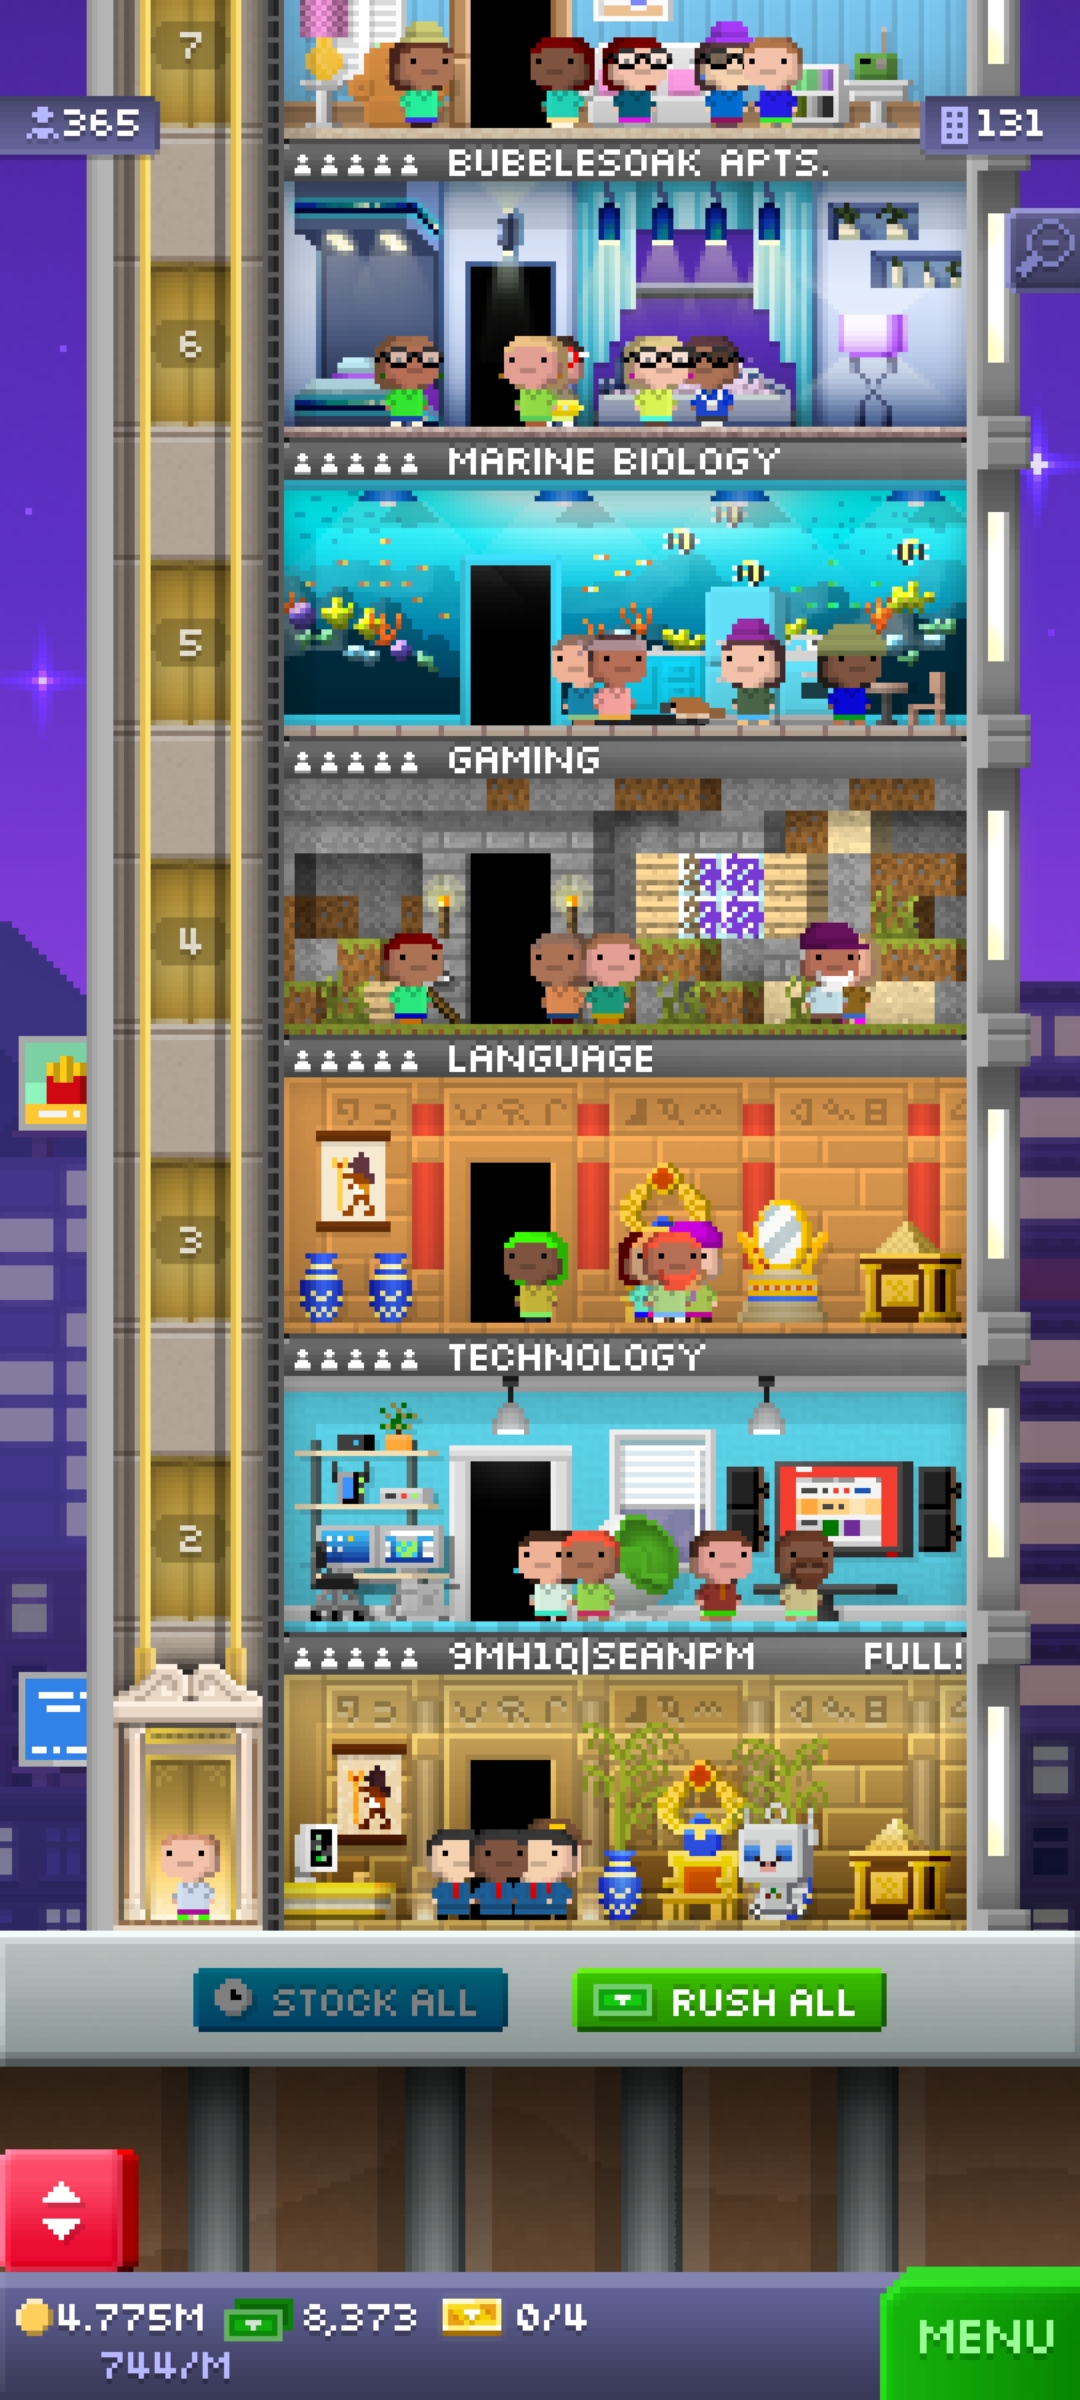 7
365
131
BUBBLESOAK APTS.
6
MARINE BIOLOGY
5
GAMING
4
LANGUAGE
3
TECHNOLOGY
2
9MH1Q|SEANPM FULL!
STOCK ALL
RUSH ALL
4.775M 8,373 0/4
744/M
MENU